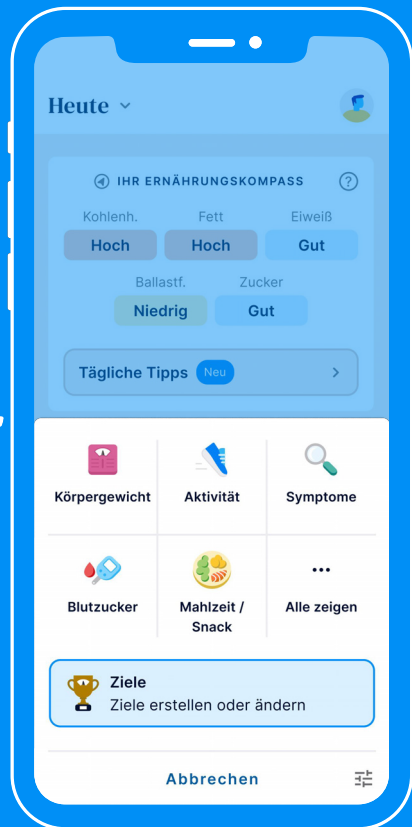 Heute
IHR ERNÄHRUNGSKOMPASS
Kohlenh. Fett Eiweiß
Hoch Hoch Gut
Ballastf. Zucker
Niedrig Gut
Tägliche Tipps Neu
Körpergewicht Aktivität Symptome
Blutzucker Mahlzeit / Alle zeigen
Snack
Ziele
Ziele erstellen oder ändern
Abbrechen